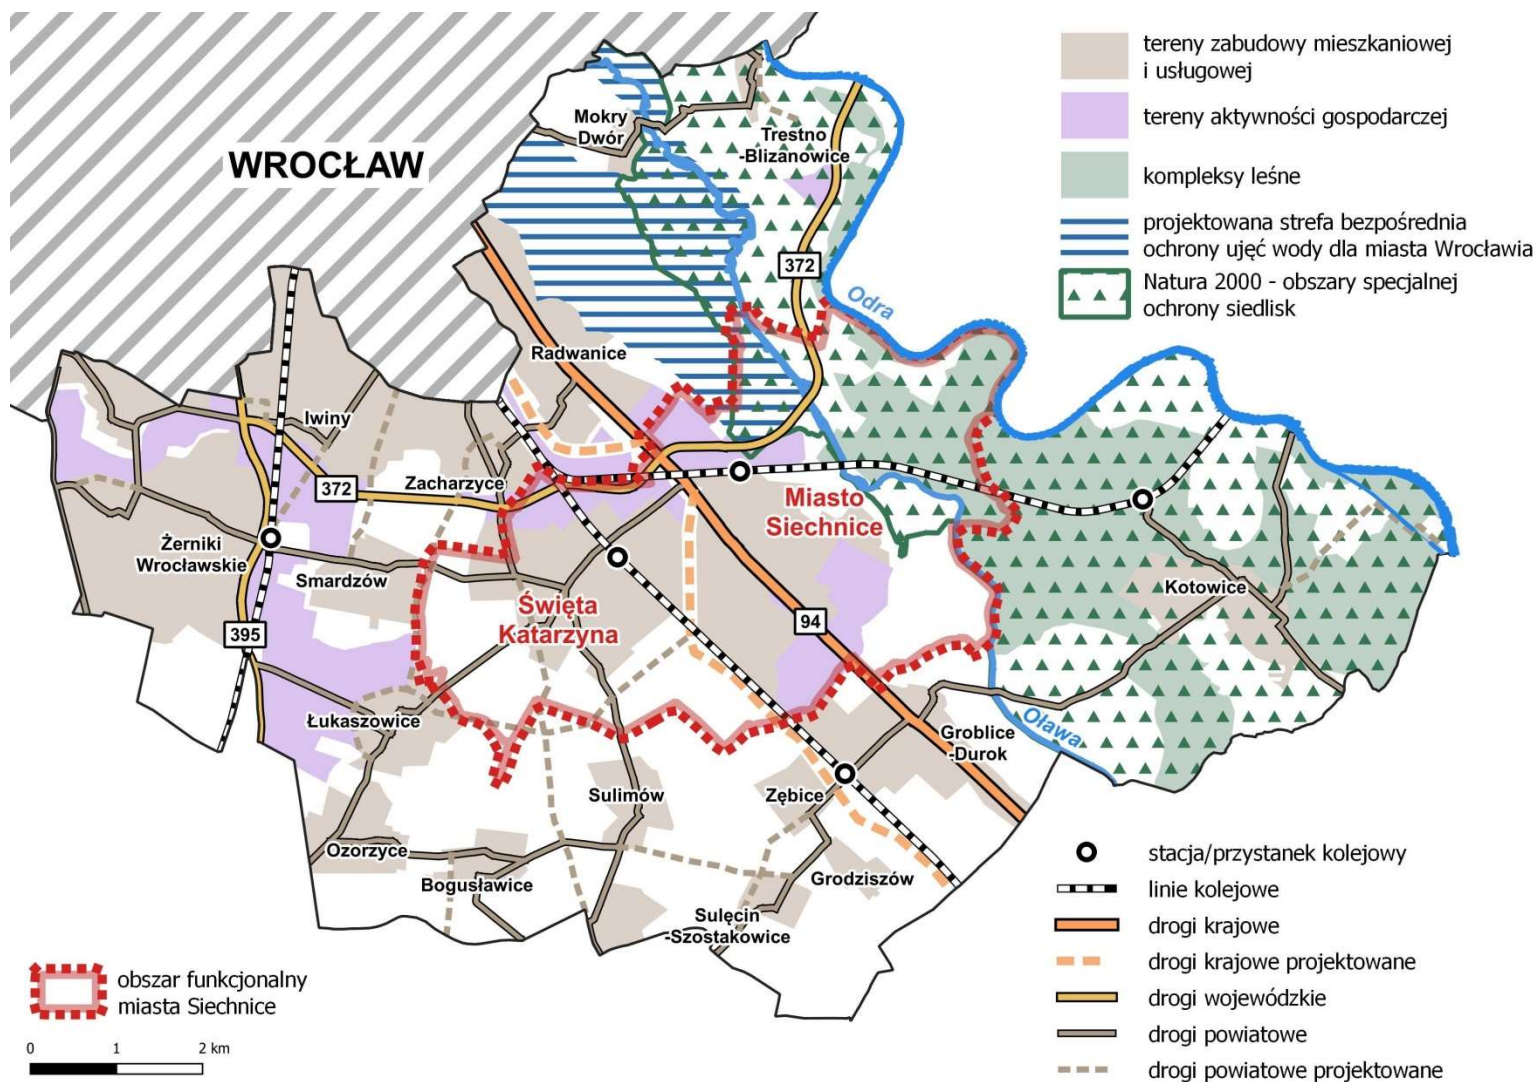 tereny zabudowy mieszkaniowej
i usługowej
tereny aktywności gospodarczej
kompleksy leśne
projektowana strefa bezpośrednia
ochrony ujęć wody dla miasta Wrocławia
Natura 2000 - obszary specjalnej
ochrony siedlisk
WROCŁAW
Mokry
Dwór
Trestno
-Blizanowice
372
Odra
Radwanice
Iwiny
Zacharzyce
372
Miasto
Siechnice
Żerniki
Wrocławskie
Smardzów
Święta
Katarzyna
Kotowice
395
94
Łukaszowice
Oława
Groblice
-Durok
Sulimów
Zębice
Ozorzyce
Bogusławice
Grodziszów
Sulęcin
-Szostakowice
stacja/przystanek kolejowy
linie kolejowe
drogi krajowe
drogi krajowe projektowane
drogi wojewódzkie
drogi powiatowe
drogi powiatowe projektowane
obszar funkcjonalny
miasta Siechnice
0 1 2 km